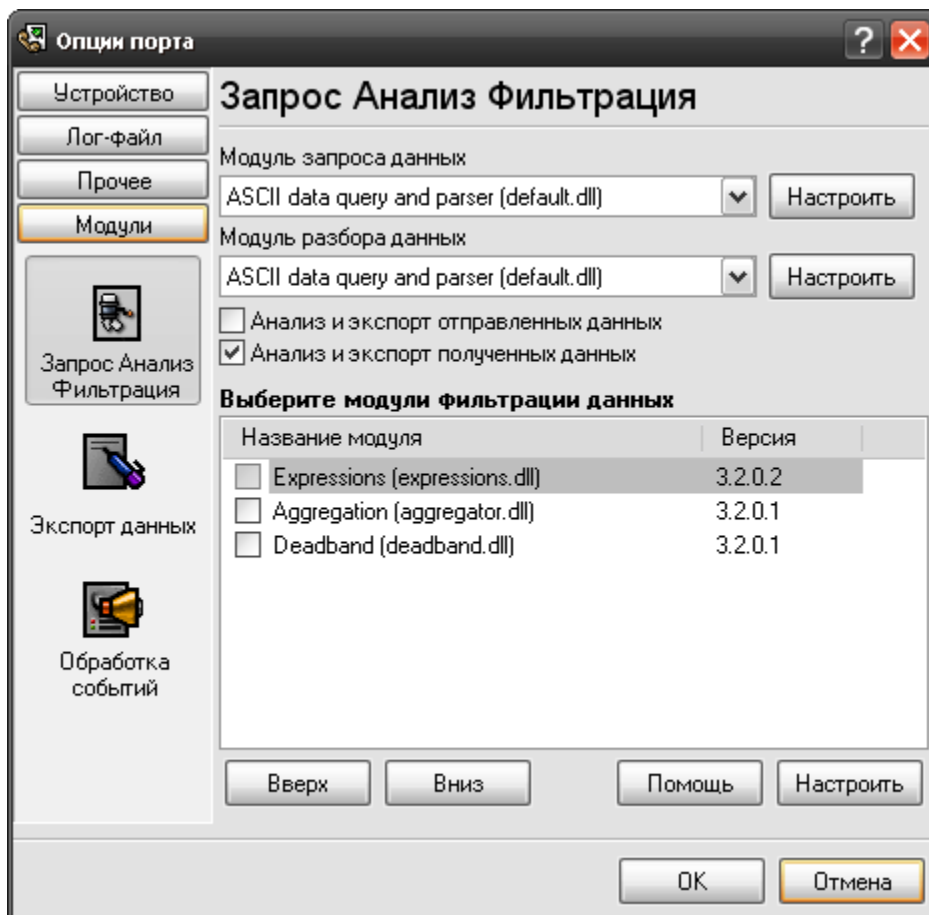 Опции порта
?
Устройство
Лог-файл
Прочее
Модули
Запрос Анализ
Фильтрация
Экспорт данных
Обработка
событий
Запрос Анализ Фильтрация
Модуль запроса данных
ASCII data query and parser (default.dll)
Настроить
Модуль разбора данных
ASCII data query and parser (default.dll)
Настроить
Анализ и экспорт отправленных данных
Анализ и экспорт полученных данных
Выберите модули фильтрации данных
Название модуля Версия
Expressions (expressions.dll) 3.2.0.2
Aggregation (aggregator.dll) 3.2.0.1
Deadband (deadband.dll) 3.2.0.1
Вверх Вниз Помощь Настроить
OK Отмена